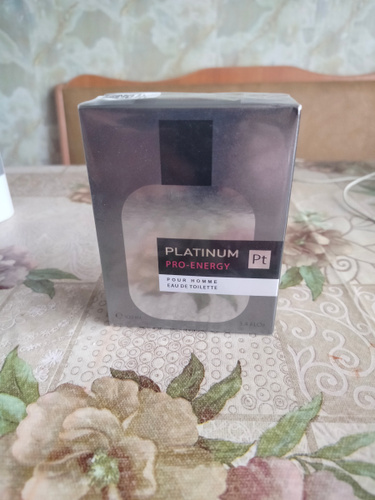 PLATINUM
Pt
PRO-ENERGY
POUR HOMME
EAU DE TOILETTE